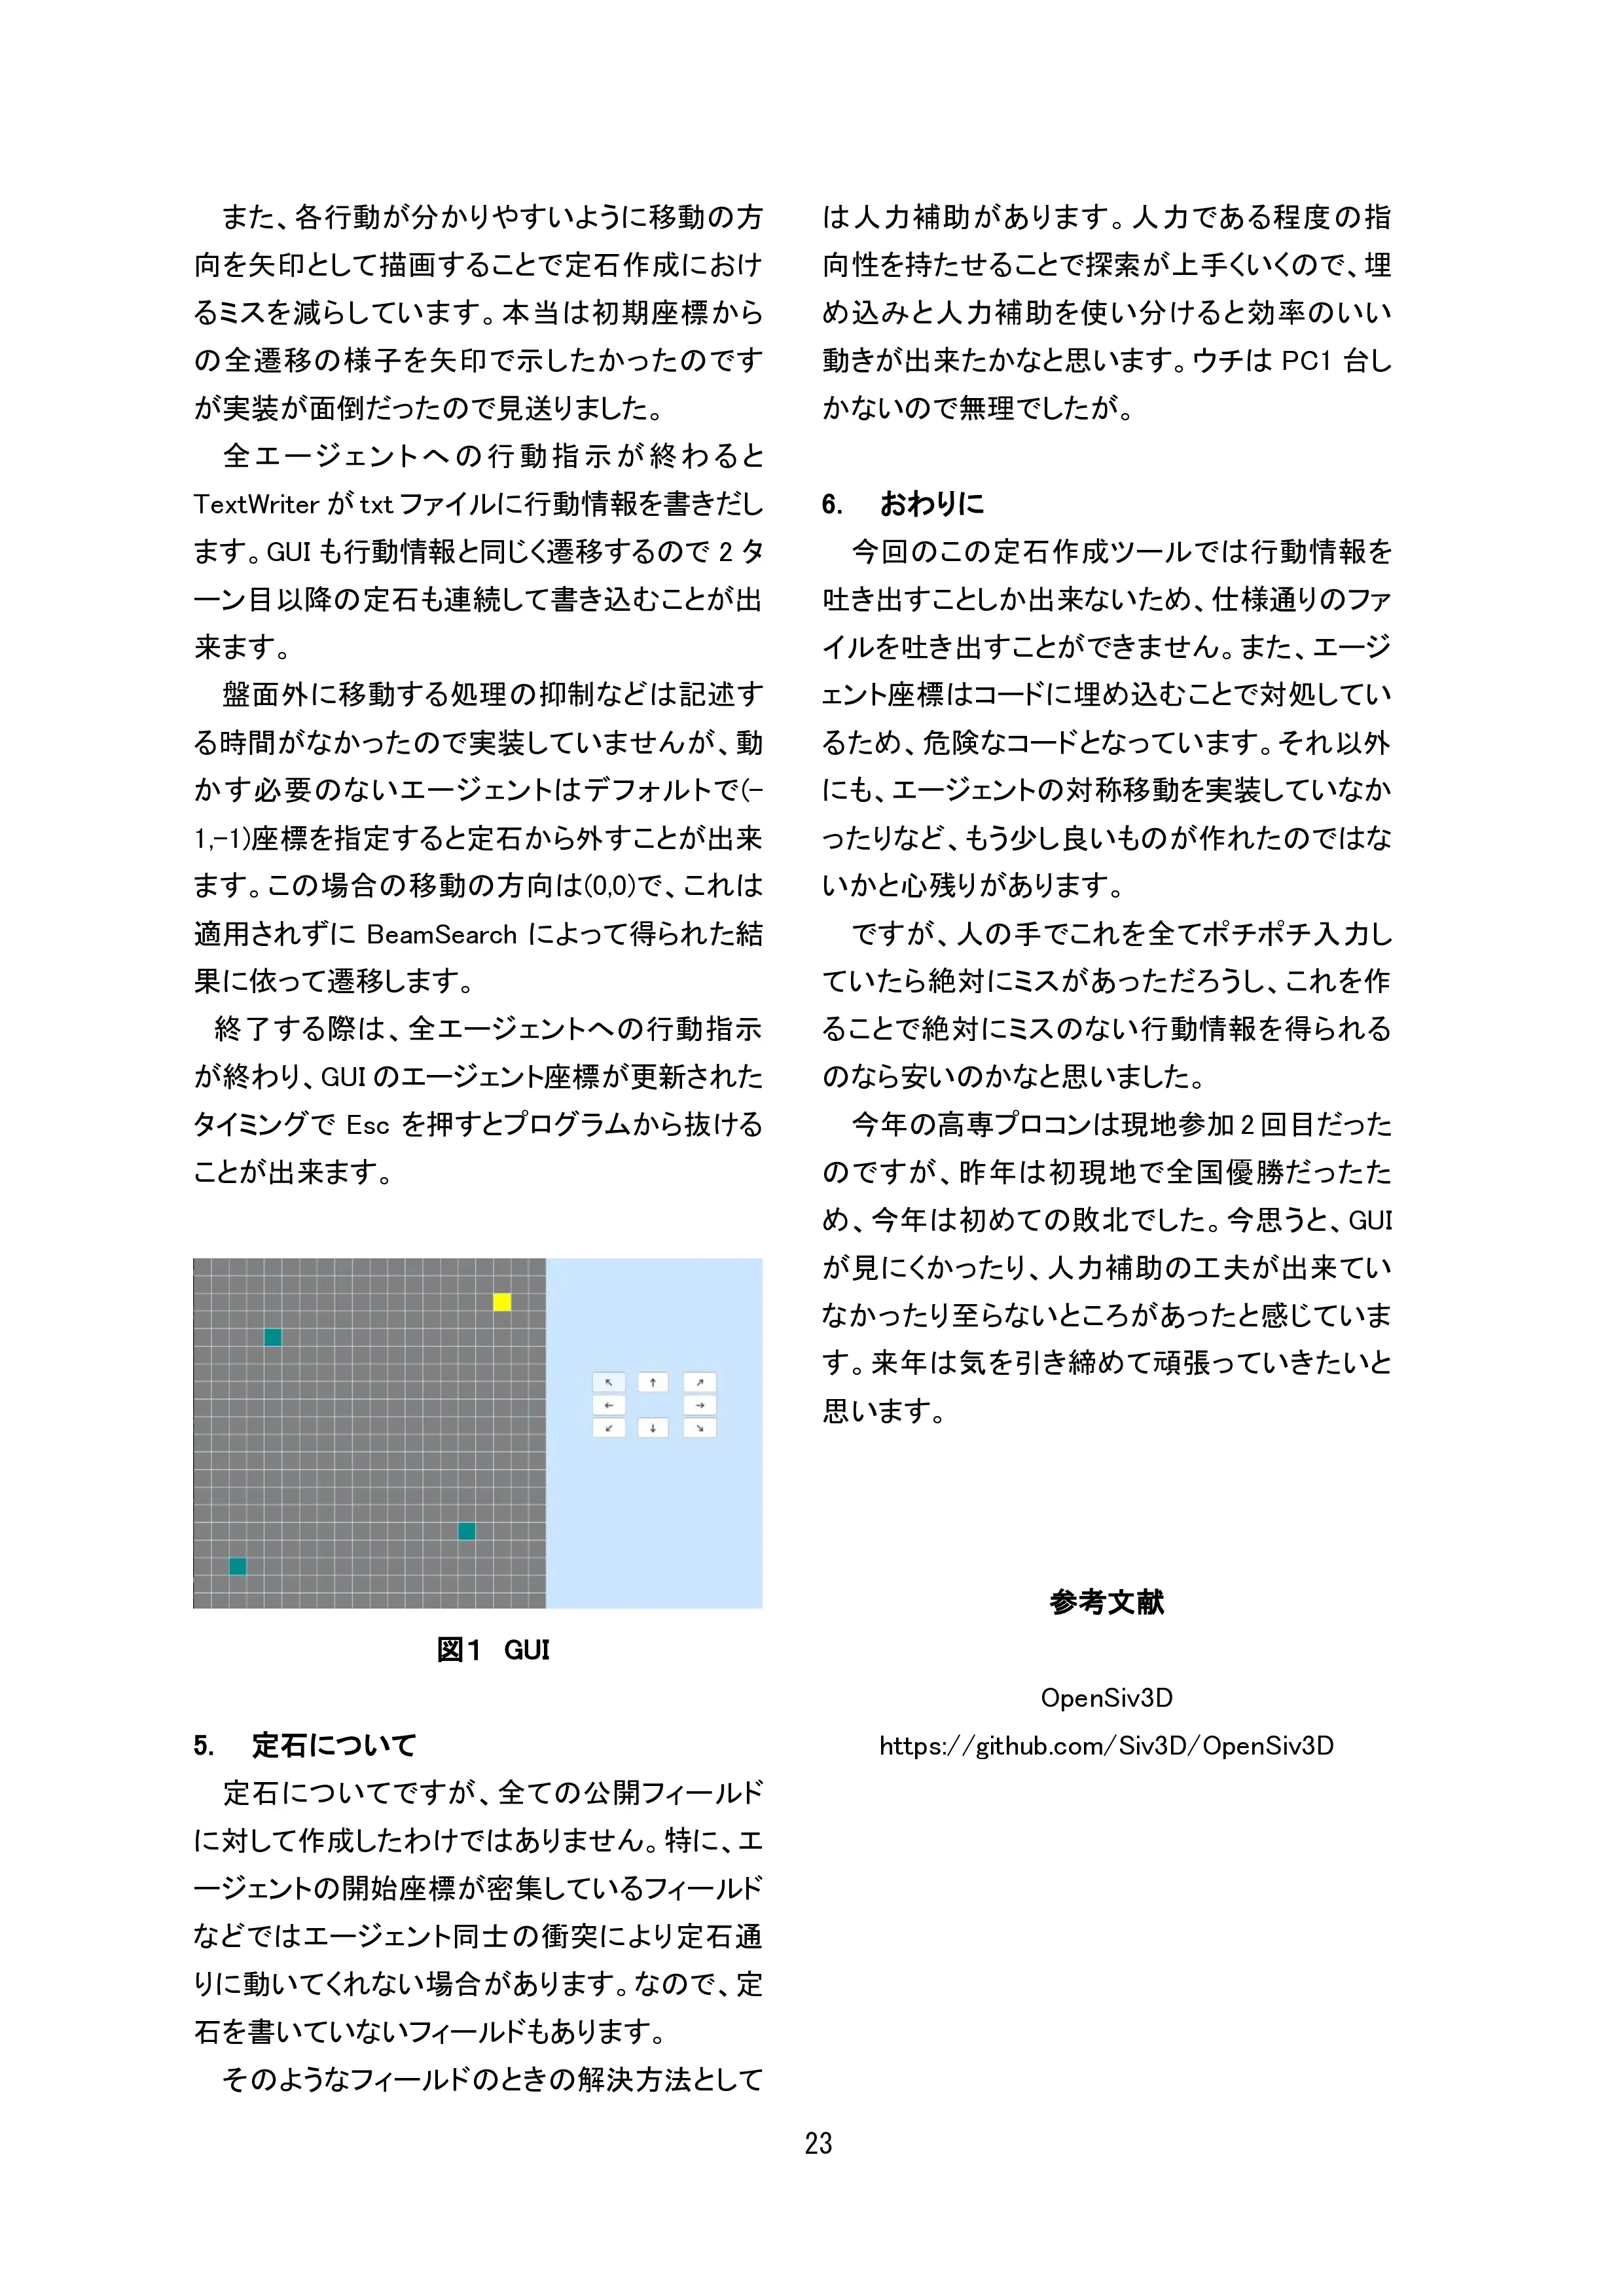 また、各行動が分かりやすいように移動の方
向を矢印として描画することで定石作成におけ
るミスを減らしています。本当は初期座標から
の全遷移の様子を矢印で示したかったのです
が実装が面倒だったので見送りました。
全エージェントへの行動指示が終わると
TextWriter が txt ファイルに行動情報を書きだし
ます。GUI も行動情報と同じく遷移するので 2 タ
ーン目以降の定石も連続して書き込むことが出
来ます。
盤面外に移動する処理の抑制などは記述す
る時間がなかったので実装していませんが、動
かす必要のないエージェントはデフォルトで(-
1,-1)座標を指定すると定石から外すことが出来
ます。この場合の移動の方向は(0,0)で、これは
適用されずに BeamSearch によって得られた結
果に依って遷移します。
終了する際は、全エージェントへの行動指示
が終わり、GUI のエージェント座標が更新された
タイミングで Esc を押すとプログラムから抜ける
ことが出来ます。
↖ ↑ ↗
← →
↙ ↓ ↘
図1 GUI
5. 定石について
定石についてですが、全ての公開フィールド
に対して作成したわけではありません。特に、エ
ージェントの開始座標が密集しているフィールド
などではエージェント同士の衝突により定石通
りに動いてくれない場合があります。なので、定
石を書いていないフィールドもあります。
そのようなフィールドのときの解決方法として
は人力補助があります。人力である程度の指
向性を持たせることで探索が上手くいくので、埋
め込みと人力補助を使い分けると効率のいい
動きが出来たかなと思います。ウチは PC1 台し
かないので無理でしたが。
6. おわりに
今回のこの定石作成ツールでは行動情報を
吐き出すことしか出来ないため、仕様通りのファ
イルを吐き出すことができません。また、エージ
ェント座標はコードに埋め込むことで対処してい
るため、危険なコードとなっています。それ以外
にも、エージェントの対称移動を実装していなか
ったりなど、もう少し良いものが作れたのではな
いかと心残りがあります。
ですが、人の手でこれを全てポチポチ入力し
ていたら絶対にミスがあっただろうし、これを作
ることで絶対にミスのない行動情報を得られる
のなら安いのかなと思いました。
今年の高専プロコンは現地参加 2 回目だった
のですが、昨年は初現地で全国優勝だったた
め、今年は初めての敗北でした。今思うと、GUI
が見にくかったり、人力補助の工夫が出来てい
なかったり至らないところがあったと感じていま
す。来年は気を引き締めて頑張っていきたいと
思います。
参考文献
OpenSiv3D
https://github.com/Siv3D/OpenSiv3D
23